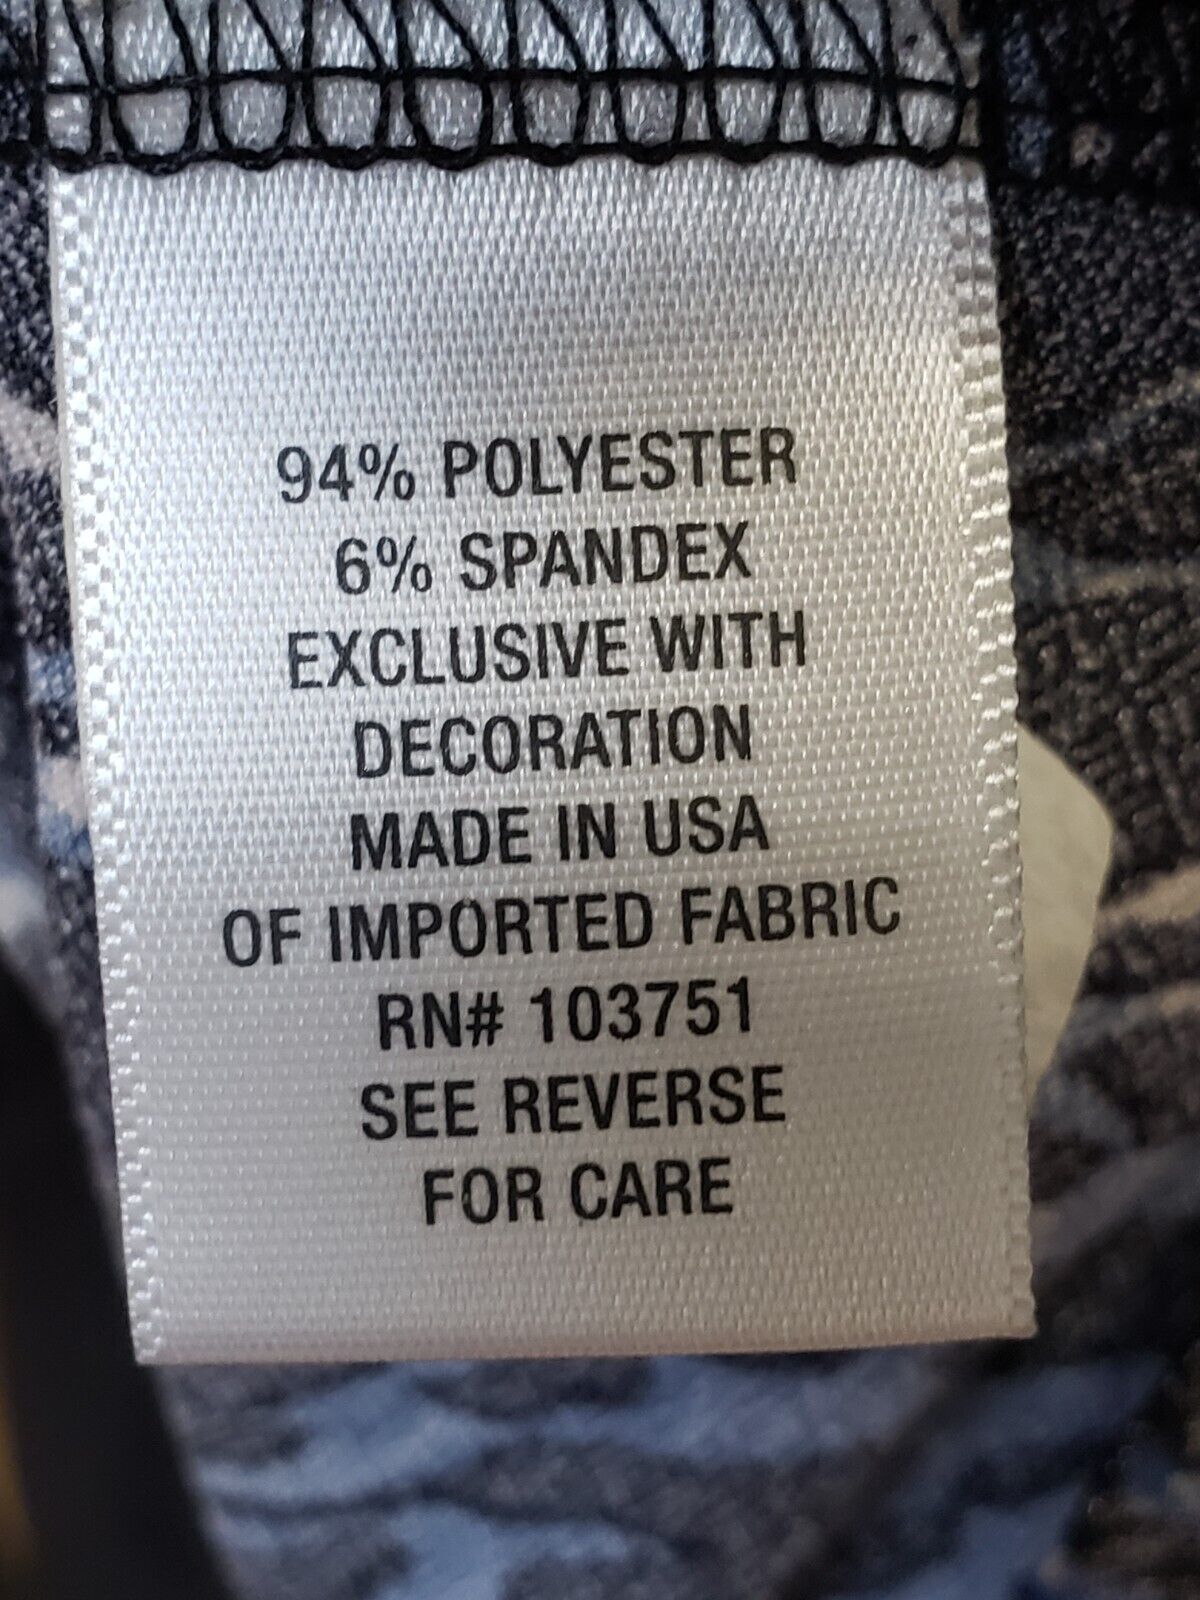 94% POLYESTER
6% SPANDEX
EXCLUSIVE WITH
DECORATION
MADE IN USA
OF IMPORTED FABRIC
RN# 103751
SEE REVERSE
FOR CARE